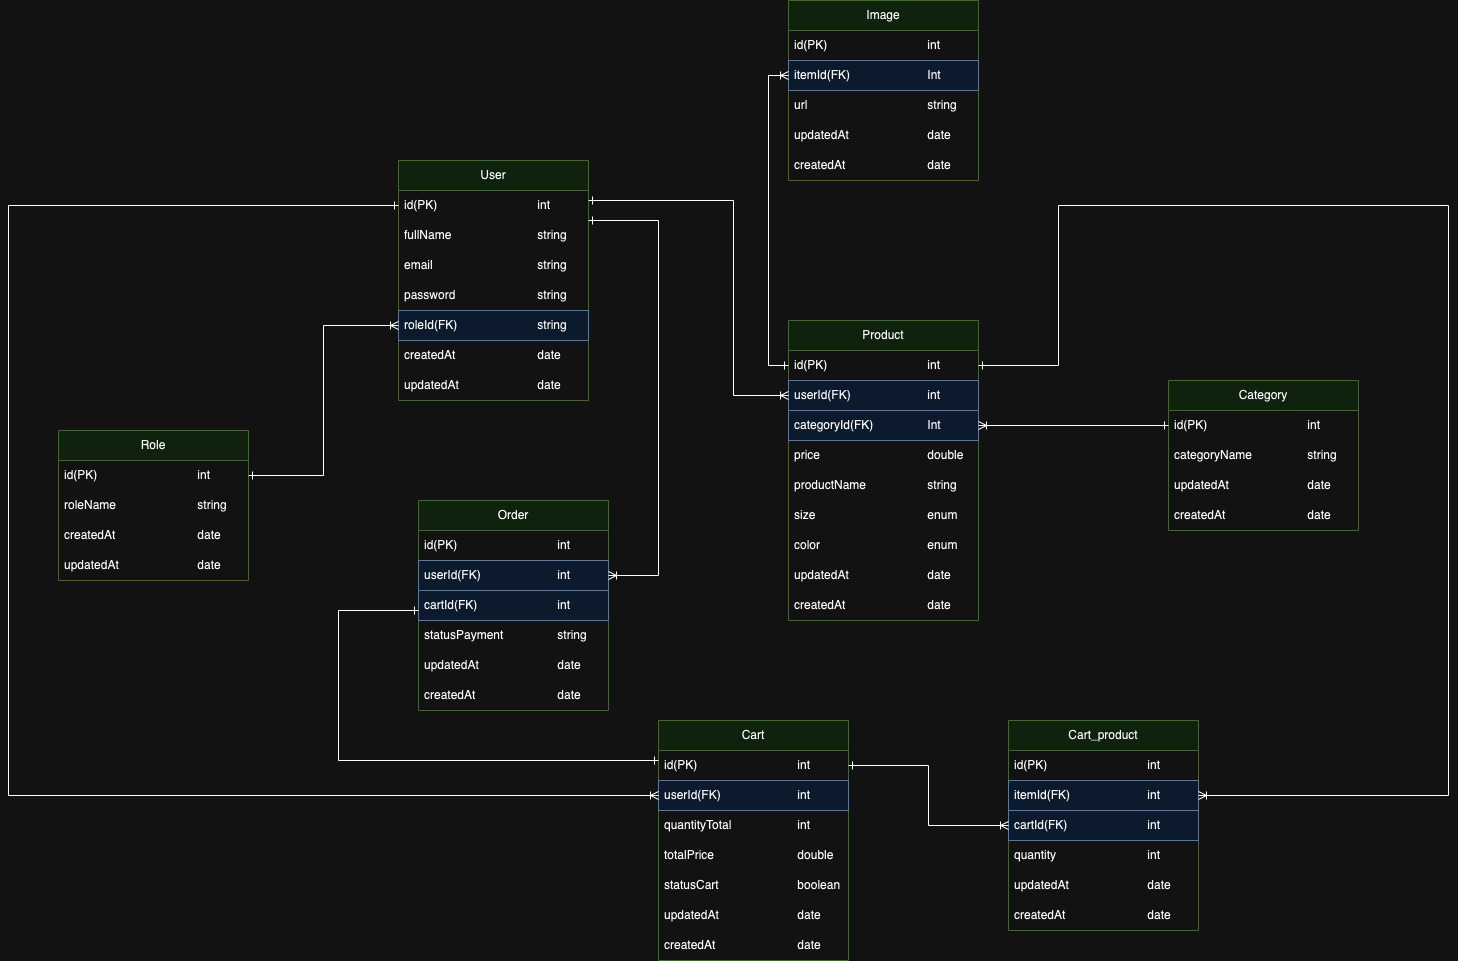 Image
id(PK) int
itemId(FK) Int
url string
updatedAt date
createdAt date
User
id(PK) int
fullName string
email string
password string
roleId(FK) string
createdAt date
updatedAt date
Product
id(PK) int
userId(FK) int
categoryId(FK) Int
price double
productName string
size enum
color enum
updatedAt date
createdAt date
Category
id(PK) int
categoryName string
updatedAt date
createdAt date
Role
id(PK) int
roleName string
createdAt date
updatedAt date
Order
id(PK) int
userId(FK) int
cartId(FK) int
statusPayment string
updatedAt date
createdAt date
Cart
id(PK) int
userId(FK) int
quantityTotal int
totalPrice double
statusCart boolean
updatedAt date
createdAt date
Cart_product
id(PK) int
itemId(FK) int
cartId(FK) int
quantity int
updatedAt date
createdAt date